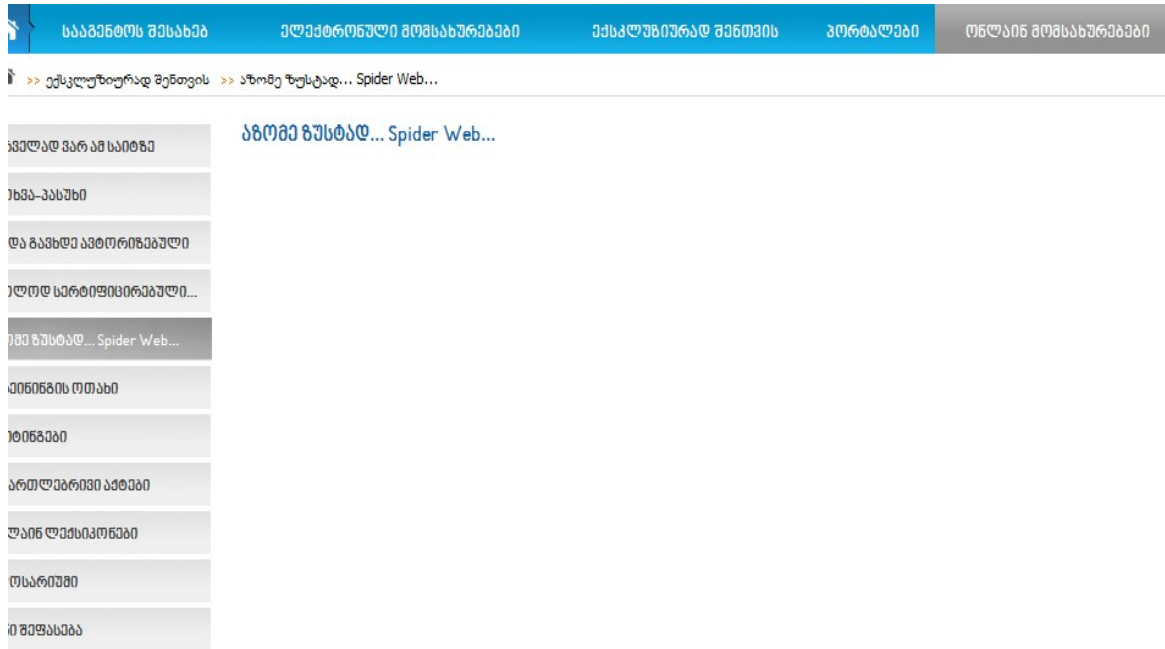 სააგენტოს შესახებ ელექტრონული მომსახურებები ექსკლუზიურად შენთვის პორტალები ონლაინ მომსახურებები
>> ექსკლუზიურად შენთვის >> აზომე ზუსტად... Spider Web...
აზომე ზუსტად... Spider Web...
ვარ ამ საიტზე
გავხდე ავტორიზებული
სერტიფიცირებული...
ზუსტად... Spider Web...
ოთახი
აქტები
ლექსიკონები
შეფასება